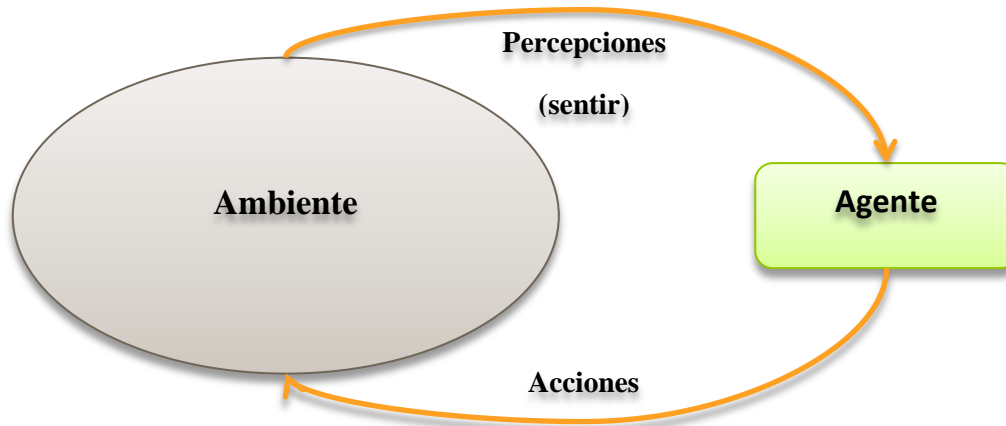 Percepciones
(sentir)
Ambiente
Agente
Acciones